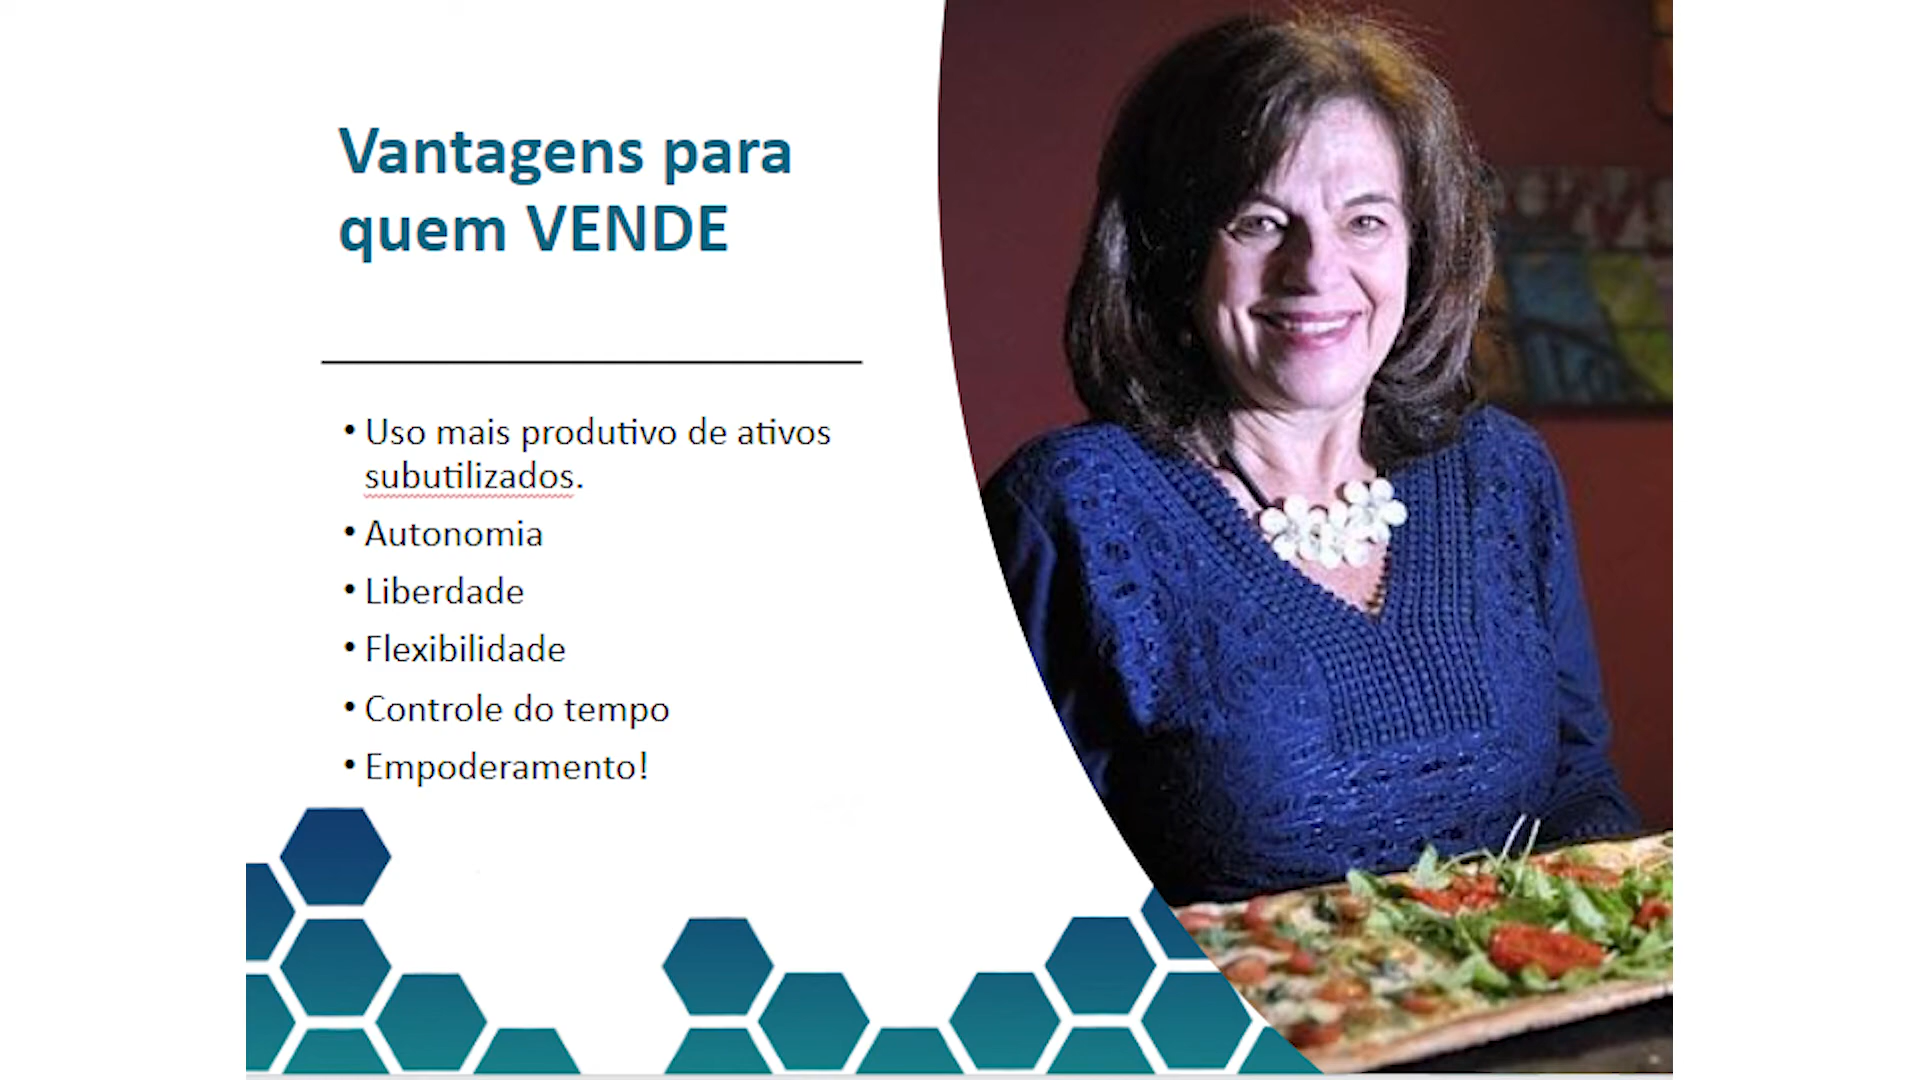 Vantagens para
quem VENDE
• Uso mais produtivo de ativos
subutilizados.
• Autonomia
• Liberdade
• Flexibilidade
• Controle do tempo
• Empoderamento!